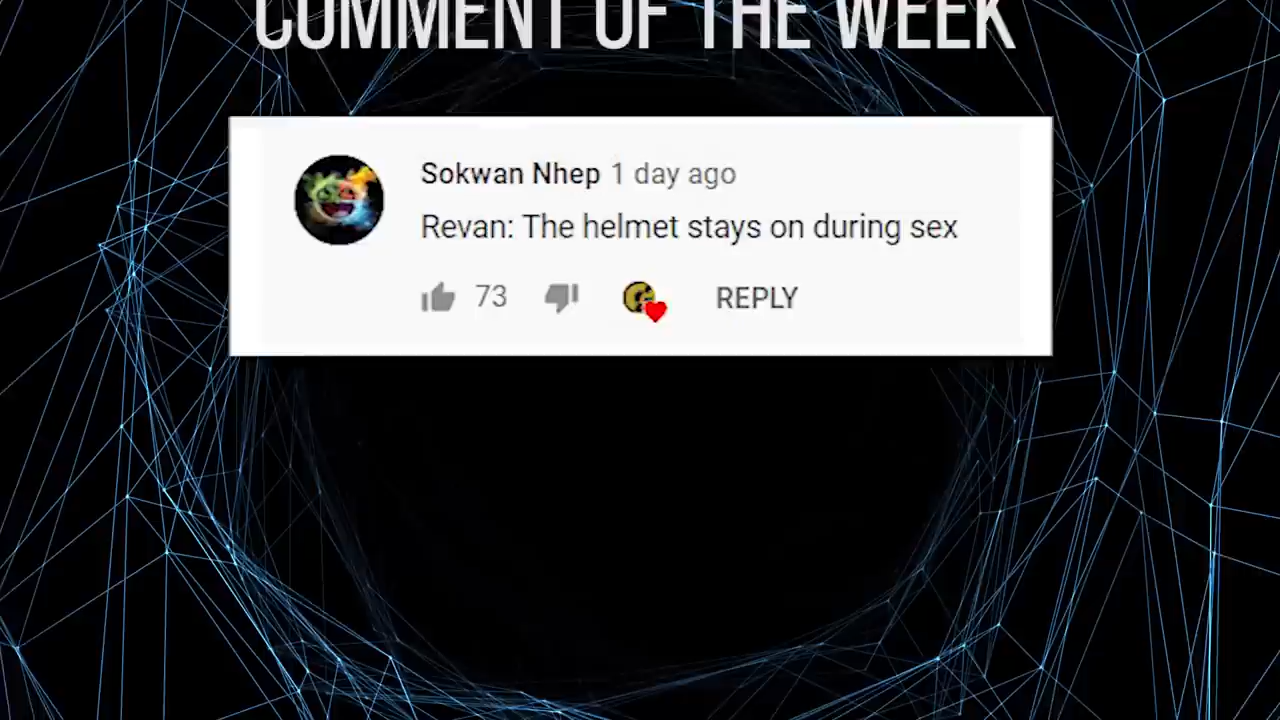 COMMENT OF THE WEEK
Sokwan Nhep 1 day ago
Revan: The helmet stays on during sex
73
REPLY